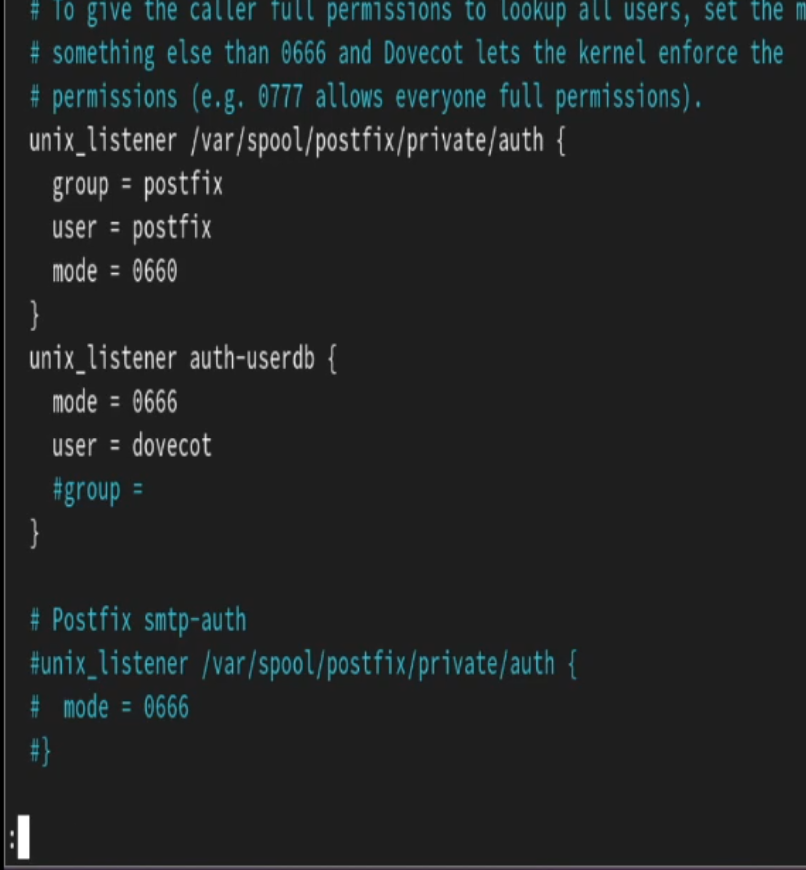 # To give the caller full permissions to lookup all users, set the
# something else than 0666 and Dovecot lets the kernel enforce the
# permissions (e.g. 0777 allows everyone full permissions).
unix_listener /var/spool/postfix/private/auth {
  group = postfix
  user = postfix
  mode = 0660
}
unix_listener auth-userdb {
  mode = 0666
  user = dovecot
  #group =
}
# Postfix smtp-auth
#unix_listener /var/spool/postfix/private/auth {
#  mode = 0666
#}
: